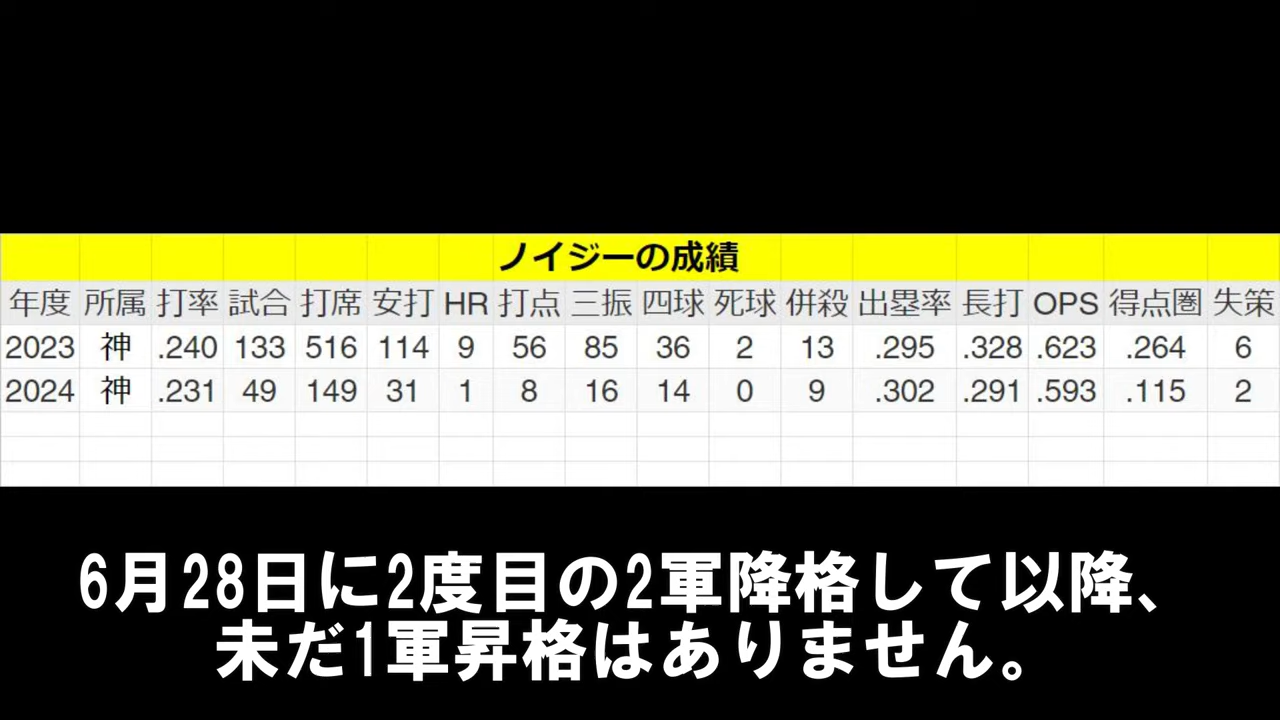 ノイジーの成績
年度 所属 打率 試合 打席 安打 HR 打点 三振 四球 死球 併殺 出塁率 長打 OPS 得点圏 失策
2023 神 .240 133 516 114 9 56 85 36 2 13 .295 .328 .623 .264 6
2024 神 .231 49 149 31 1 8 16 14 0 9 .302 .291 .593 .115 2
6月28日に2度目の2軍降格して以降、
未だ1軍昇格はありません。